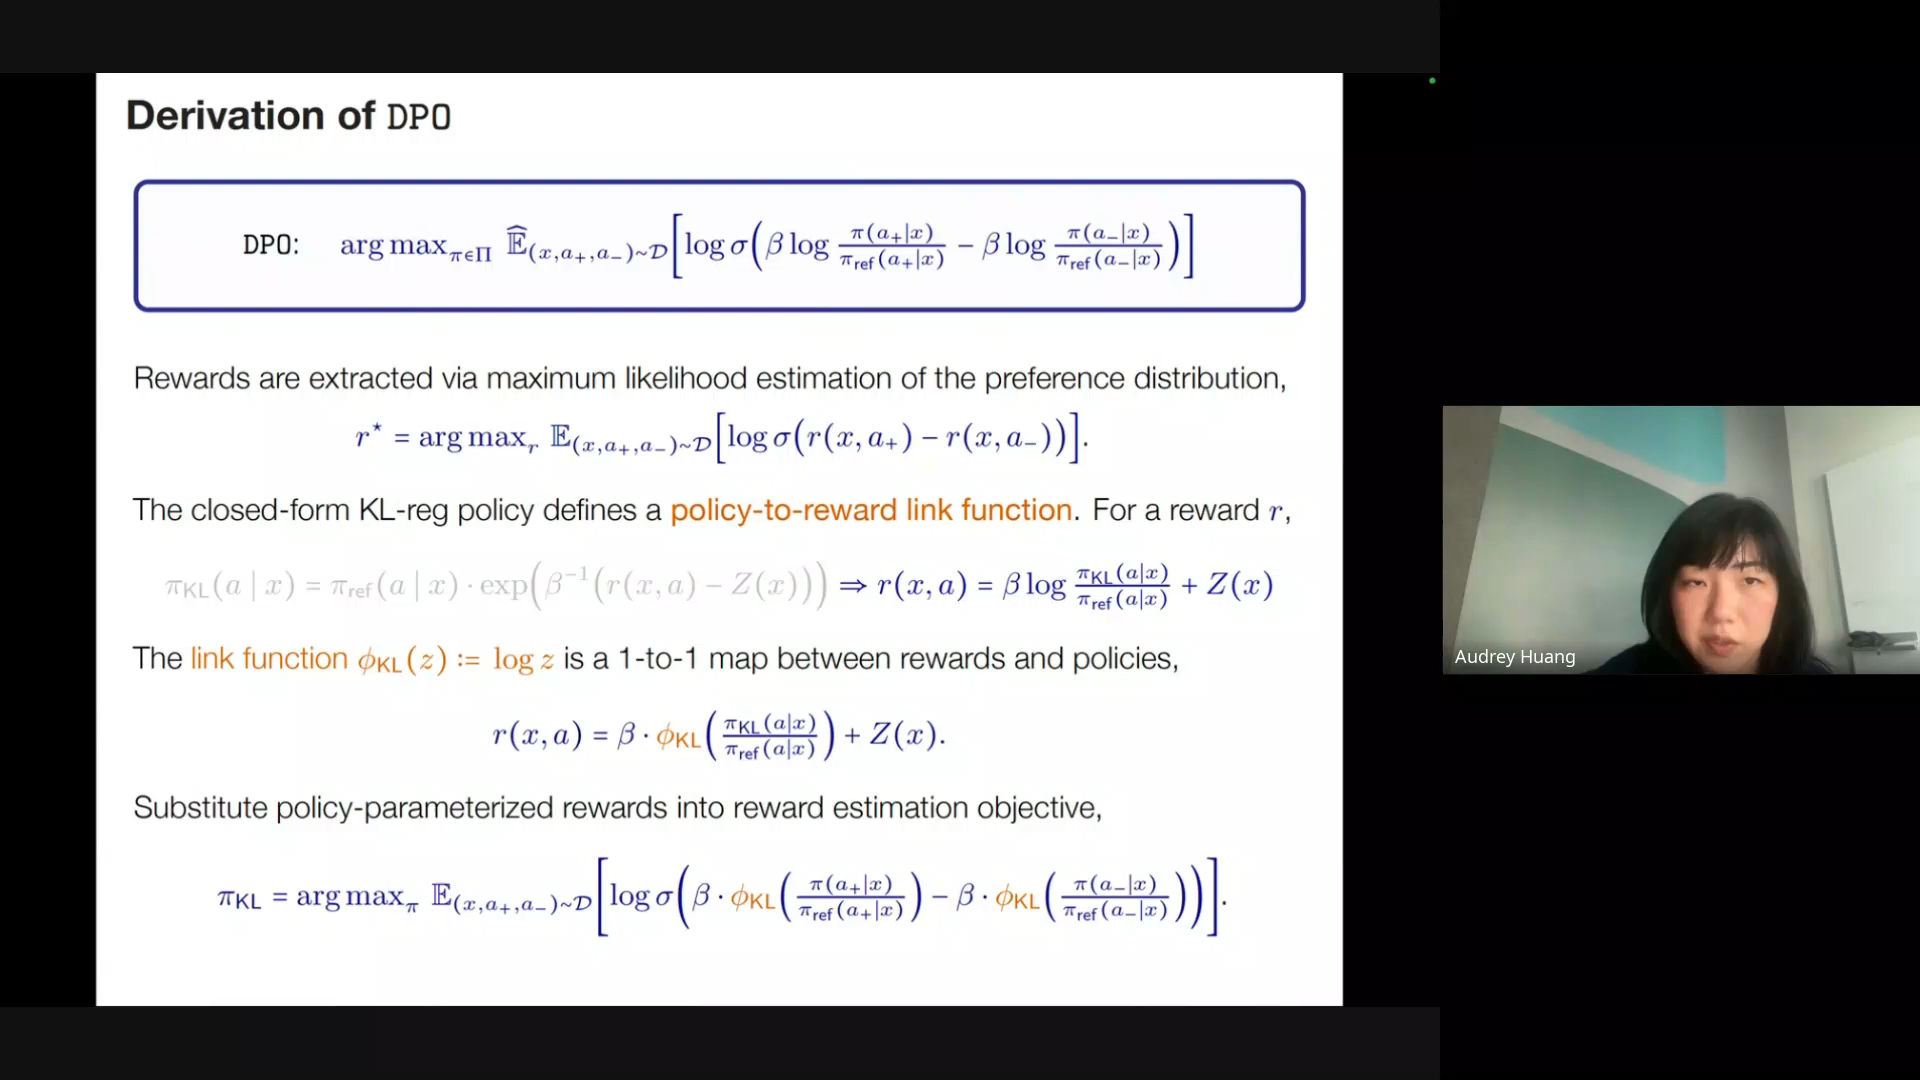 Derivation of DPO
DPO: arg max_{π∈Π} Ê_{(x,a₊,a₋)∼𝒟}[log σ(β log π(a₊|x)/π_ref(a₊|x) − β log π(a₋|x)/π_ref(a₋|x))]
Rewards are extracted via maximum likelihood estimation of the preference distribution,
r* = arg max_r 𝔼_{(x,a₊,a₋)∼𝒟}[log σ(r(x, a₊) − r(x, a₋))].
The closed-form KL-reg policy defines a policy-to-reward link function. For a reward r,
π_KL(a | x) = π_ref(a | x) · exp(β⁻¹(r(x, a) − Z(x))) ⇒ r(x, a) = β log π_KL(a|x)/π_ref(a|x) + Z(x)
The link function ϕ_KL(z) := log z is a 1-to-1 map between rewards and policies,
r(x, a) = β · ϕ_KL(π_KL(a|x)/π_ref(a|x)) + Z(x).
Substitute policy-parameterized rewards into reward estimation objective,
π_KL = arg max_π 𝔼_{(x,a₊,a₋)∼𝒟}[log σ(β · ϕ_KL(π(a₊|x)/π_ref(a₊|x)) − β · ϕ_KL(π(a₋|x)/π_ref(a₋|x)))].
Audrey Huang